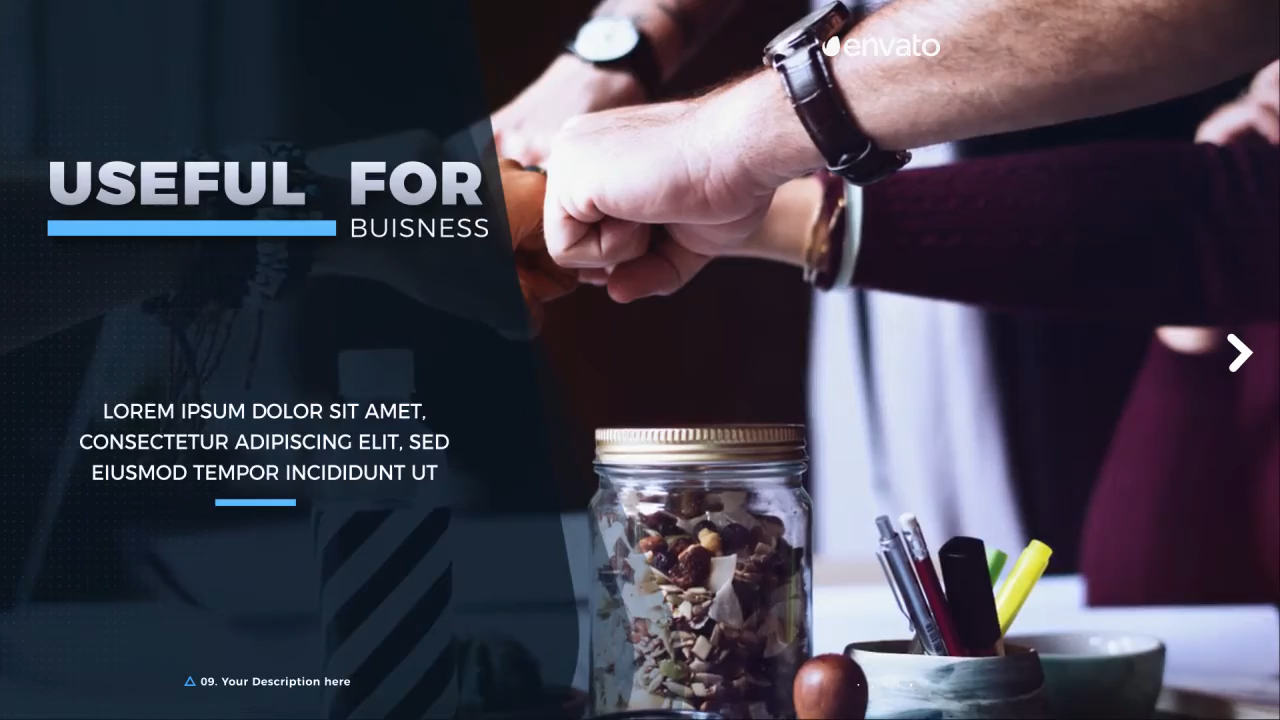 envato
USEFUL FOR
BUISNESS
LOREM IPSUM DOLOR SIT AMET,
CONSECTETUR ADIPISCING ELIT, SED
EIUSMOD TEMPOR INCIDIDUNT UT
09. Your Description here